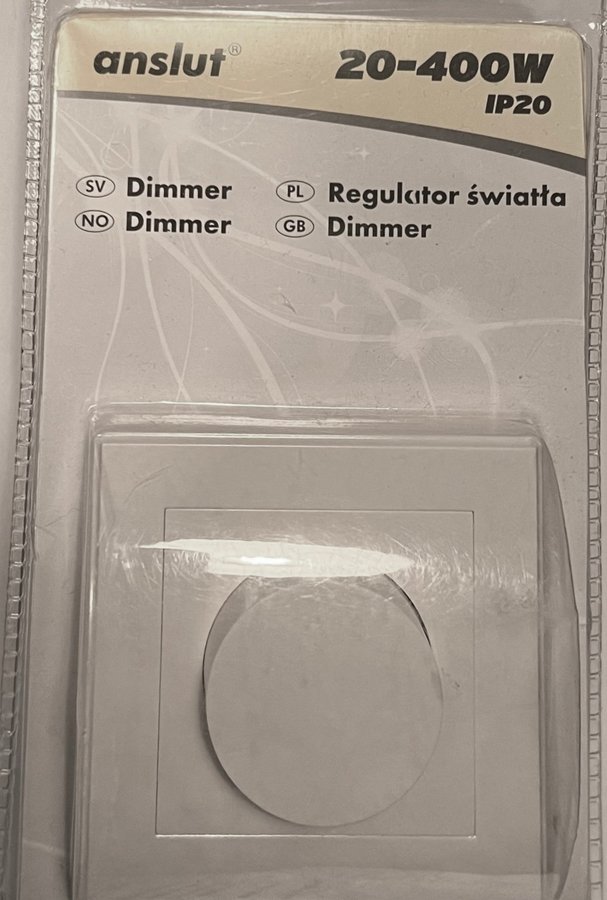 anslut®
20-400W
IP20
SV Dimmer
NO Dimmer
PL Regulator światła
GB Dimmer